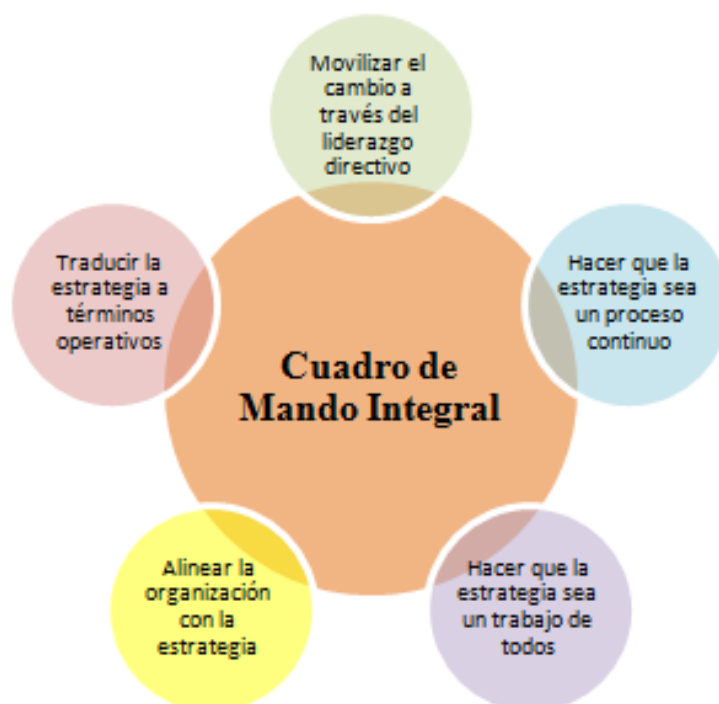 Movilizar el
cambio a
través del
liderazgo
directivo
Traducir la
estrategia a
términos
operativos
Hacer que la
estrategia sea
un proceso
continuo
Cuadro de
Mando Integral
Alinear la
organización
con la
estrategia
Hacer que la
estrategia sea
un trabajo de
todos